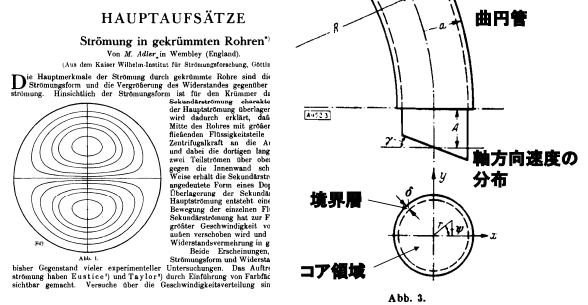 HAUPTAUFSÄTZE
Strömung in gekrümmten Rohren*)
Von M. Adler in Wembley (England).
(Aus dem Kaiser Wilhelm-Institut für Strömungsforschung, Götti
Die Hauptmerkmale der Strömung durch gekrümmte Rohre sind die
Strömungsform und die Vergrößerung des Widerstandes gegenüber
strömung. Hinsichtlich der Strömungsform ist für den Krümmer da
Sekundärströmung charakte
der Hauptströmung überlager
wird dadurch erklärt, daß
Mitte des Rohres mit größer
fließenden Flüssigkeitsteile
Zentrifugalkraft an die Au
und dabei die dortigen lang
zwei Teilströmen über obe
gegen die Innenwand sch
Weise erhält die Sekundärströ
angedeutete Form eines Dop
Überlagerung der Sekundä
Hauptströmung entsteht eine
Bewegung der einzelnen Fl
Sekundärströmung hat zur F
größter Geschwindigkeit vo
außen verschoben wird und
Widerstandsvermehrung in g
Beide Erscheinungen,
Strömungsform und Widersta
Abb. 1.
bisher Gegenstand vieler experimenteller Untersuchungen. Das Auftre
strömung haben Eustice¹) und Taylor²) durch Einführung von Farbfäd
sichtbar gemacht. Versuche über die Geschwindigkeitsverteilung sin
曲円管
R
a
A
γ
軸方向速度の
分布
y
境界層
δ
r
ψ
x
コア領域
Abb. 3.